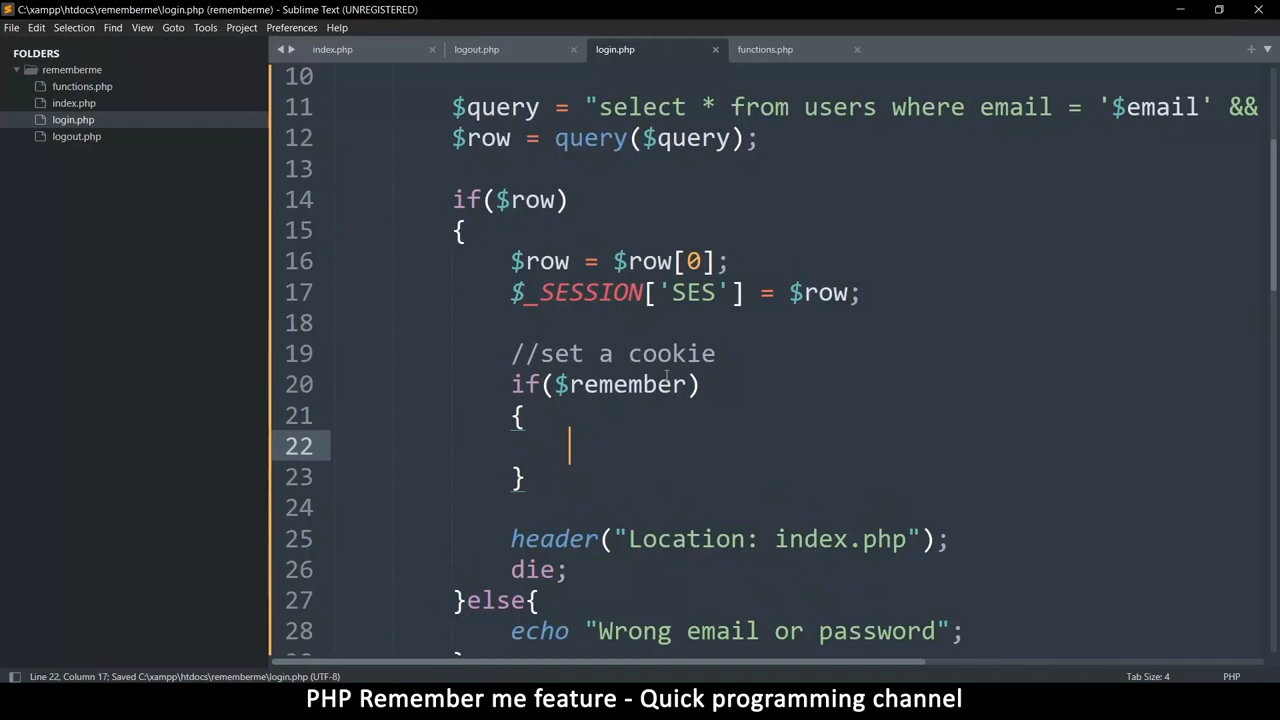 C:\xampp\htdocs\rememberme\login.php (rememberme) - Sublime Text (UNREGISTERED)
File Edit Selection Find View Goto Tools Project Preferences Help
FOLDERS
rememberme
functions.php
index.php
login.php
logout.php
index.php logout.php login.php functions.php
10
11 $query = "select * from users where email = '$email' &&
12 $row = query($query);
13
14 if($row)
15 {
16 $row = $row[0];
17 $_SESSION['SES'] = $row;
18
19 //set a cookie
20 if($remember)
21 {
22
23 }
24
25 header("Location: index.php");
26 die;
27 }else{
28 echo "Wrong email or password";
Line 22, Column 17; Saved C:\xampp\htdocs\rememberme\login.php (UTF-8)
Tab Size: 4 PHP
PHP Remember me feature - Quick programming channel